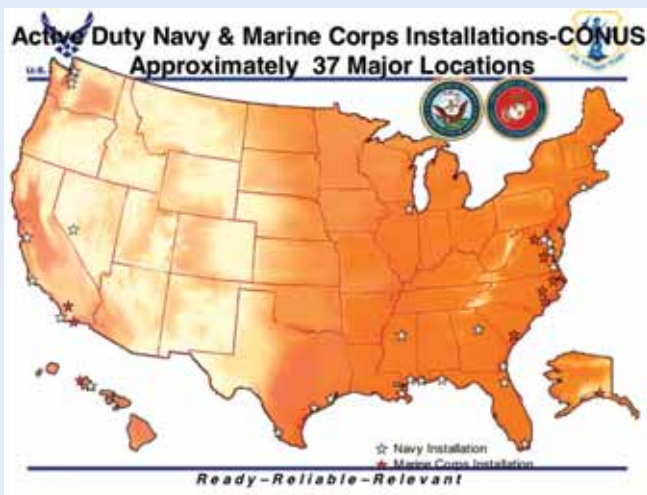 Active Duty Navy & Marine Corps Installations-CONUS
U.S.
Approximately 37 Major Locations
Navy Installation
Marine Corps Installation
Ready–Reliable–Relevant